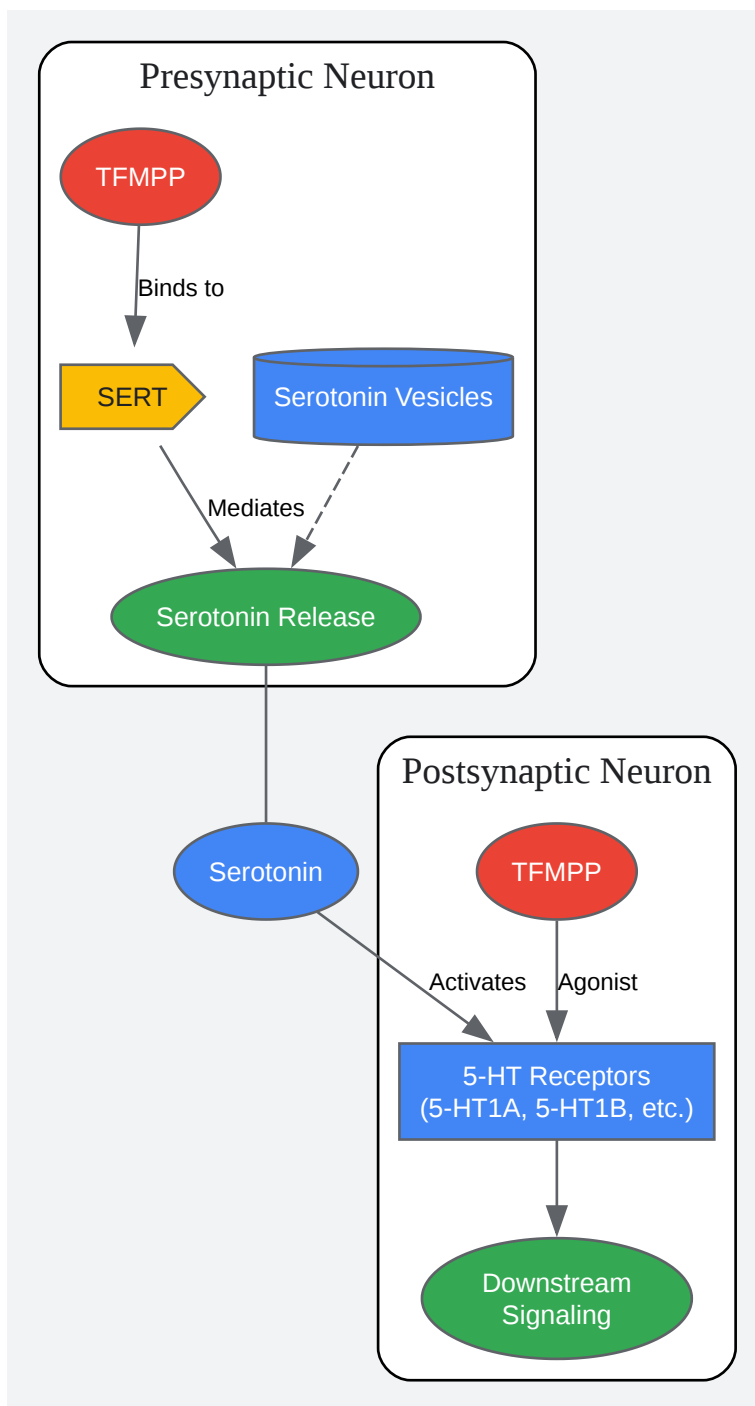 Presynaptic Neuron
TFMPP
Binds to
SERT
Serotonin Vesicles
Mediates
Serotonin Release
Postsynaptic Neuron
Serotonin
TFMPP
Activates
Agonist
5-HT Receptors
(5-HT1A, 5-HT1B, etc.)
Downstream
Signaling